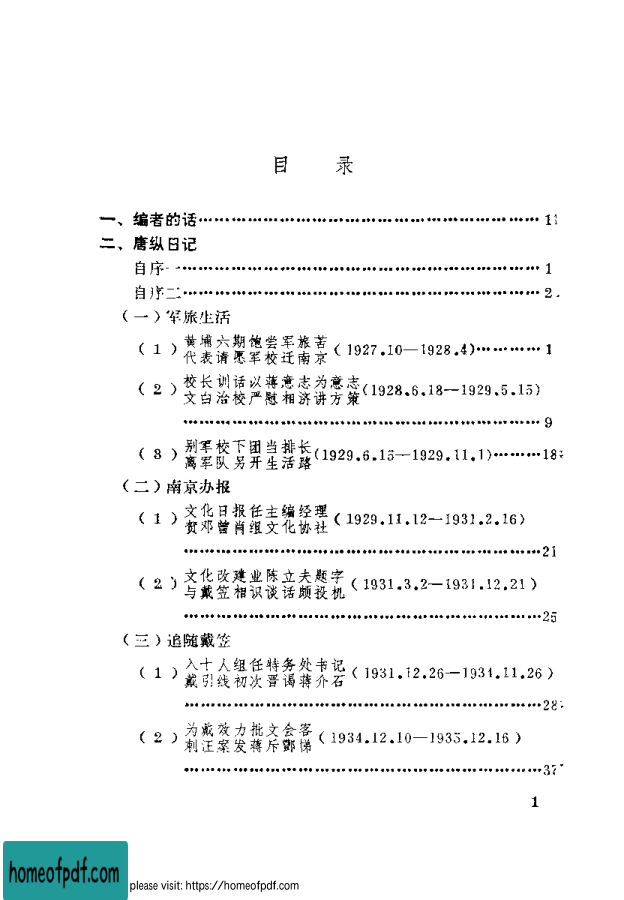 目 录
一、编者的话…………………………………………………… 1
二、唐纵日记
自序一…………………………………………………… 1
自序二…………………………………………………… 2
（一）军旅生活
（1）黄埔六期饱尝军旅苦
代表请愿军校迁南京（1927.10—1928.4）………… 1
（2）校长训话以蒋意志为意志
文白治校严慰相济讲方策（1928.6.18—1929.5.15）
…………………………………………………… 9
（3）别军校下团当排长
离军队另开生活路（1929.6.15—1929.11.1）………18
（二）南京办报
（1）文化日报任主编经理
贺邓曾肖组文化协社（1929.11.12—1931.2.16）
……………………………………………………21
（2）文化改建业陈立夫题字
与戴笠相识谈话颇投机（1931.3.2—1931.12.21）
……………………………………………………25
（三）追随戴笠
（1）入十人组任特务处书记
戴引线初次晋谒蒋介石（1931.12.26—1934.11.26）
……………………………………………………28
（2）为戴效力批文会客
刺汪案发蒋斥酆悌（1934.12.10—1935.12.16）
……………………………………………………37
1
homeofpdf.com
please visit: https://homeofpdf.com